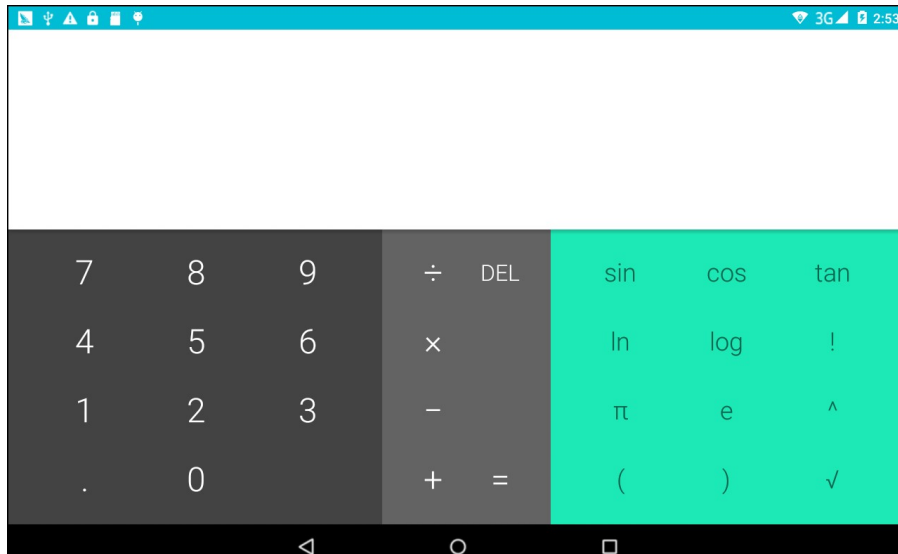 3G 2:53
7 8 9 ÷ DEL sin cos tan
4 5 6 × ln log !
1 2 3 − π e ^
. 0 + = ( ) √